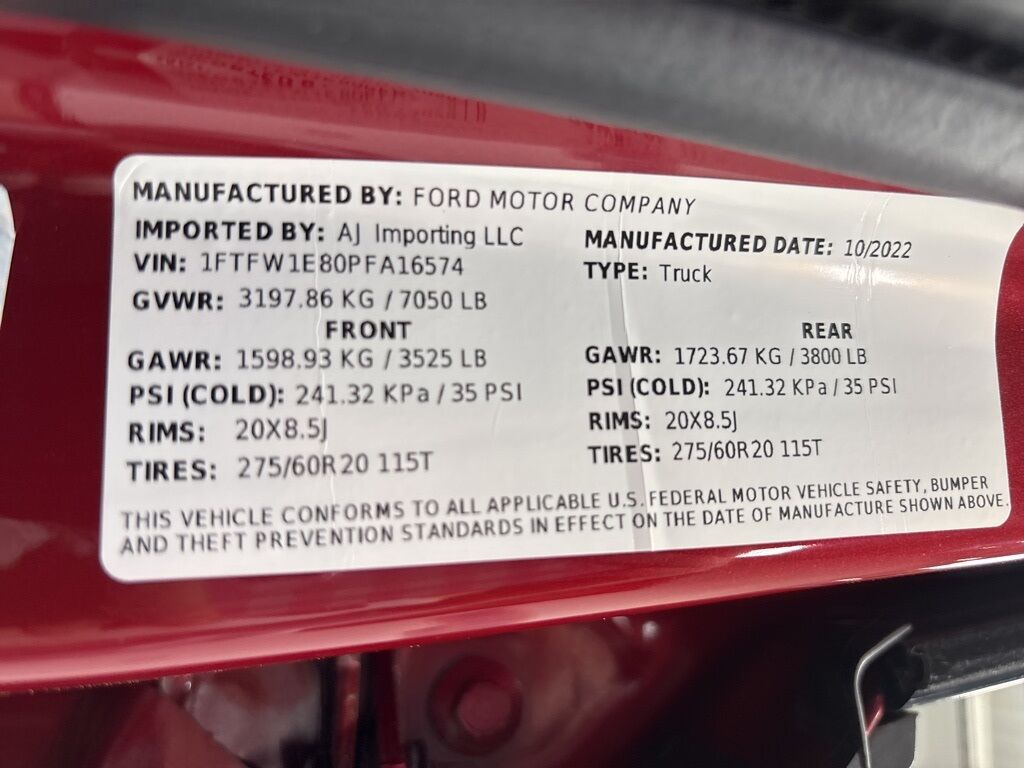 MANUFACTURED BY: FORD MOTOR COMPANY
IMPORTED BY: AJ Importing LLC
MANUFACTURED DATE: 10/2022
VIN: 1FTFW1E80PFA16574
TYPE: Truck
GVWR: 3197.86 KG / 7050 LB
FRONT
REAR
GAWR: 1598.93 KG / 3525 LB
GAWR: 1723.67 KG / 3800 LB
PSI (COLD): 241.32 KPa / 35 PSI
PSI (COLD): 241.32 KPa / 35 PSI
RIMS: 20X8.5J
RIMS: 20X8.5J
TIRES: 275/60R20 115T
TIRES: 275/60R20 115T
THIS VEHICLE CONFORMS TO ALL APPLICABLE U.S. FEDERAL MOTOR VEHICLE SAFETY, BUMPER
AND THEFT PREVENTION STANDARDS IN EFFECT ON THE DATE OF MANUFACTURE SHOWN ABOVE.